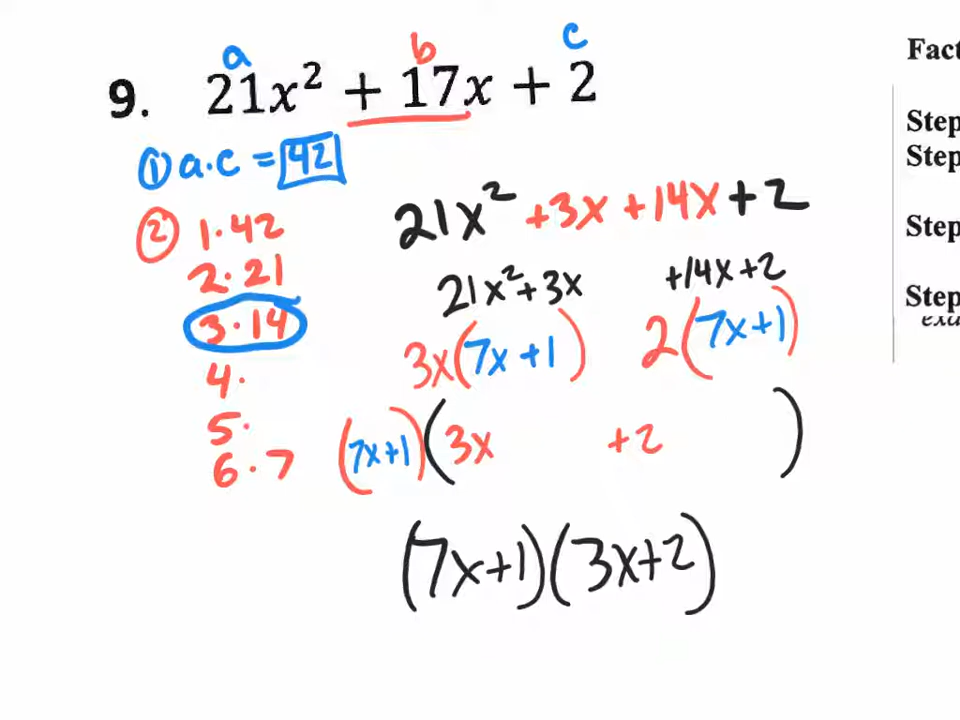 a b c
9. 21x² + 17x + 2
① a·c = 42
② 1·42
2·21
3·14
4·
5·
6·7
21x² +3x +14x +2
21x²+3x +14x+2
3x(7x+1) 2(7x+1)
(7x+1)(3x +2 )
(7x+1)(3x+2)
Fact
Step
Step
Step
Step